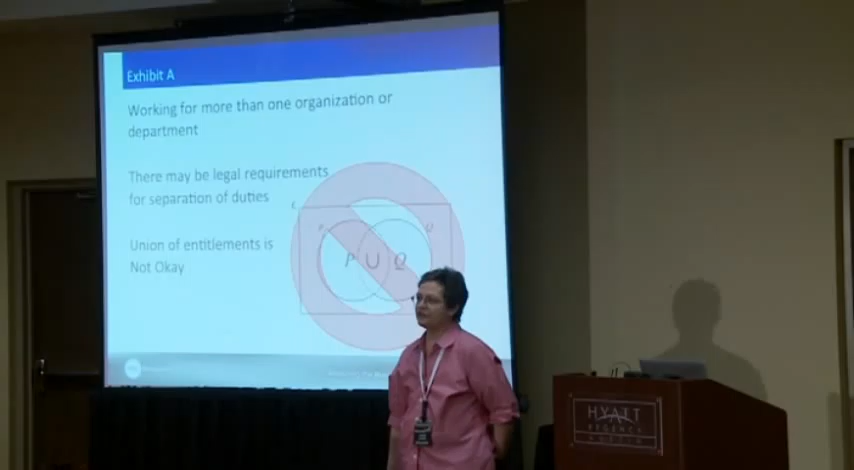 Exhibit A
Working for more than one organization or
department
There may be legal requirements
for separation of duties
Union of entitlements is
Not Okay
P Q
P ∪ Q
HYATT
REGENCY
AUSTIN